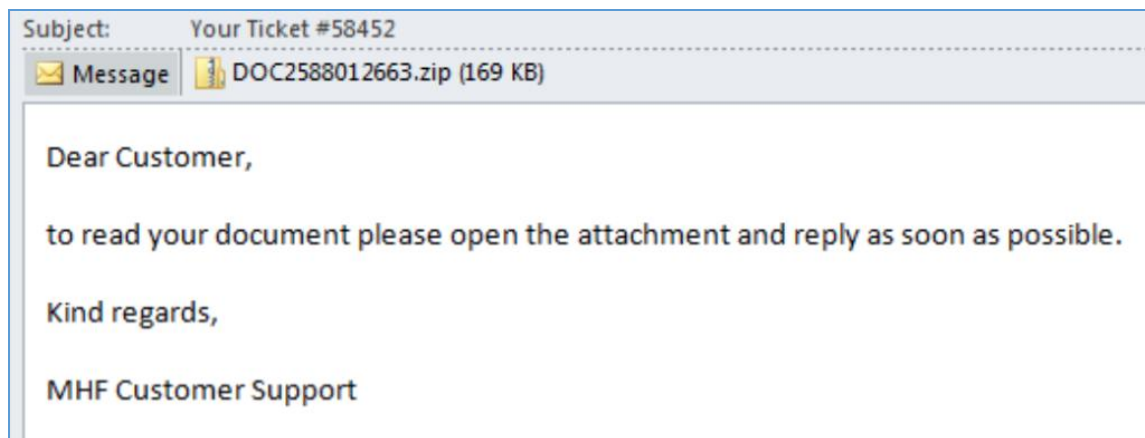 Subject: Your Ticket #58452
Message DOC2588012663.zip (169 KB)
Dear Customer,
to read your document please open the attachment and reply as soon as possible.
Kind regards,
MHF Customer Support